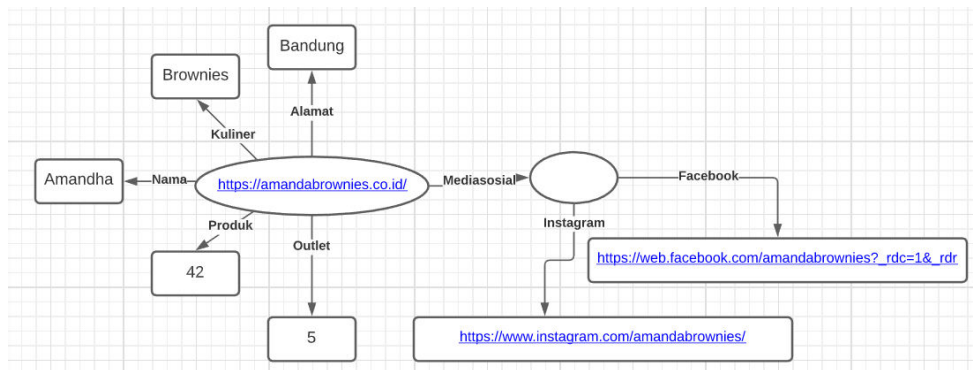 Bandung
Brownies
Alamat
Kuliner
Amandha
Nama
https://amandabrownies.co.id/
Mediasosial
Facebook
Produk
Instagram
Outlet
42
https://web.facebook.com/amandabrownies?_rdc=1&_rdr
5
https://www.instagram.com/amandabrownies/